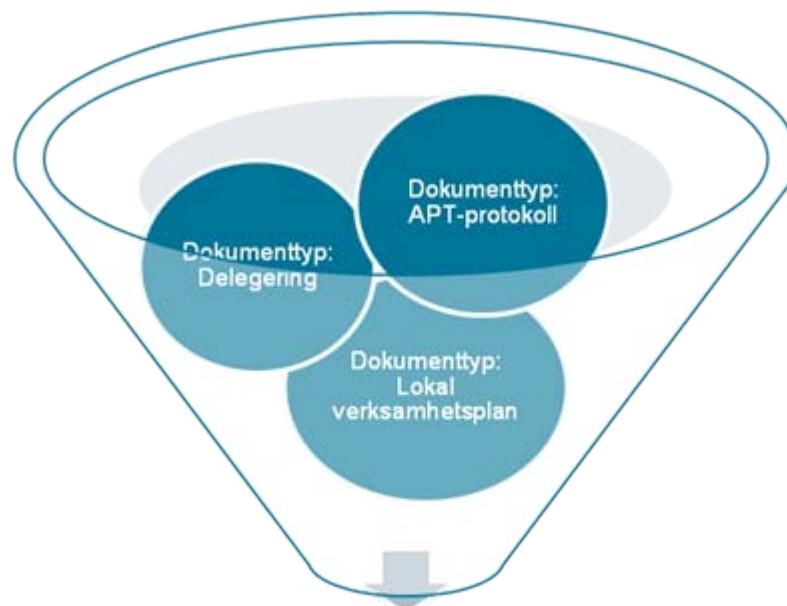 Dokumenttyp:
APT-protokoll
Dokumenttyp:
Delegering
Dokumenttyp:
Lokal
verksamhetsplan